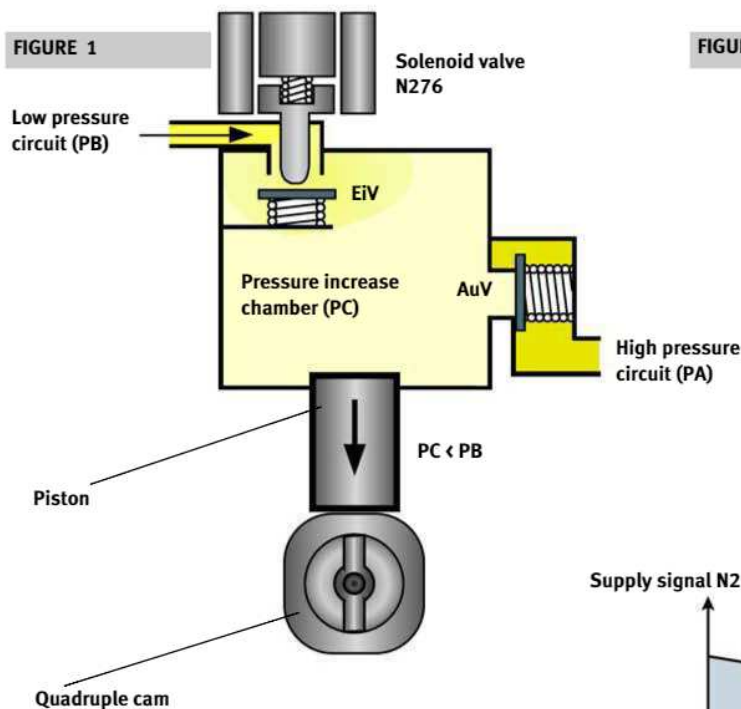 FIGURE 1
Solenoid valve
N276
Low pressure
circuit (PB)
EiV
Pressure increase
chamber (PC)
AuV
High pressure
circuit (PA)
PC < PB
Piston
Quadruple cam
FIGU
Supply signal N2